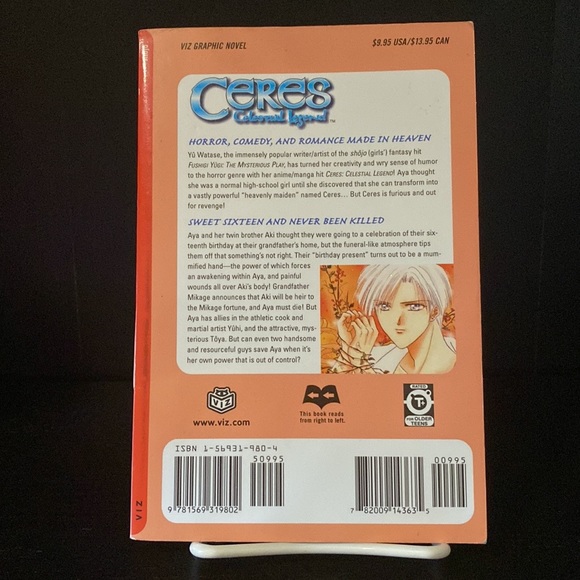 VIZ GRAPHIC NOVEL
$9.95 USA/$13.95 CAN
CERES
Celestial Legend™
HORROR, COMEDY, AND ROMANCE MADE IN HEAVEN
Yû Watase, the immensely popular writer/artist of the shôjo (girls') fantasy hit
FUSHIGI YÛGI: THE MYSTERIOUS PLAY, has turned her creativity and wry sense of humor
to the horror genre with her anime/manga hit CERES: CELESTIAL LEGEND! Aya thought
she was a normal high-school girl until she discovered that she can transform into
a vastly powerful "heavenly maiden" named Ceres... But Ceres is furious and out
for revenge!
SWEET SIXTEEN AND NEVER BEEN KILLED
Aya and her twin brother Aki thought they were going to a celebration of their six-
teenth birthday at their grandfather's home, but the funeral-like atmosphere tips
them off that something's not right. Their "birthday present" turns out to be a mum-
mified hand—the power of which forces
an awakening within Aya, and painful
wounds all over Aki's body! Grandfather
Mikage announces that Aki will be heir to
the Mikage fortune, and Aya must die! But
Aya has allies in the athletic cook and
martial artist Yûhi, and the attractive, mys-
terious Tôya. But can even two handsome
and resourceful guys save Aya when it's
her own power that is out of control?
VIZ
www.viz.com
This book reads
from right to left.
RATED
T+
FOR OLDER
TEENS
ISBN 1-56931-980-4
50995
9 781569 319802
00995
7 82009 14363 5
VIZ